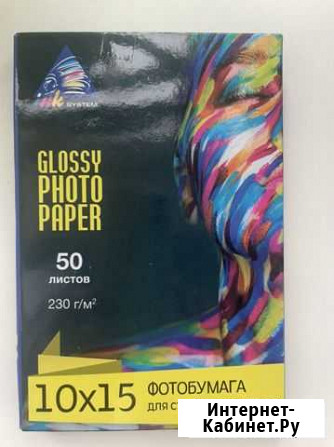 GLOSSY
PHOTO
PAPER
50
листов
230 г/м²
10x15
ФОТОБУМАГА
для
Интернет-
Кабинет.Ру